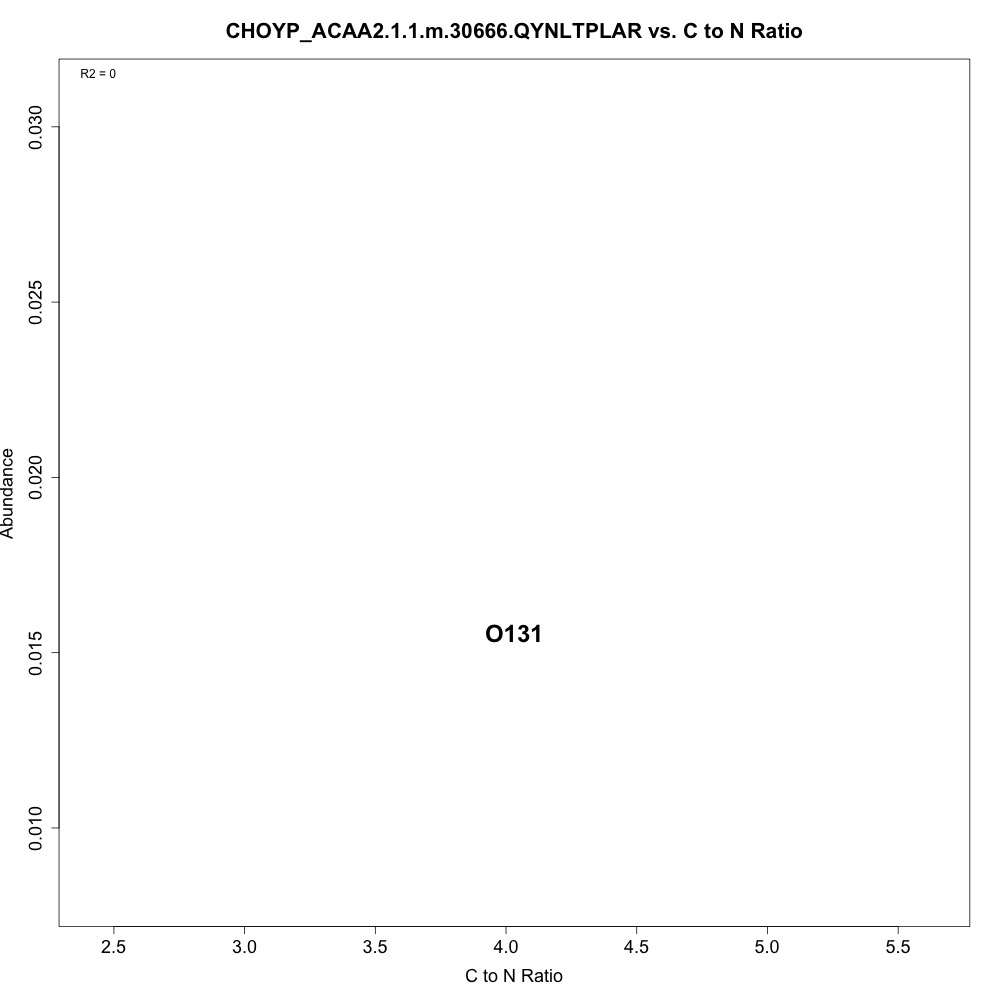 CHOYP_ACAA2.1.1.m.30666.QYNLTPLAR vs. C to N Ratio
R2 = 0
0.030
0.025
0.020
0.015
0.010
Abundance
O131
2.5 3.0 3.5 4.0 4.5 5.0 5.5
C to N Ratio